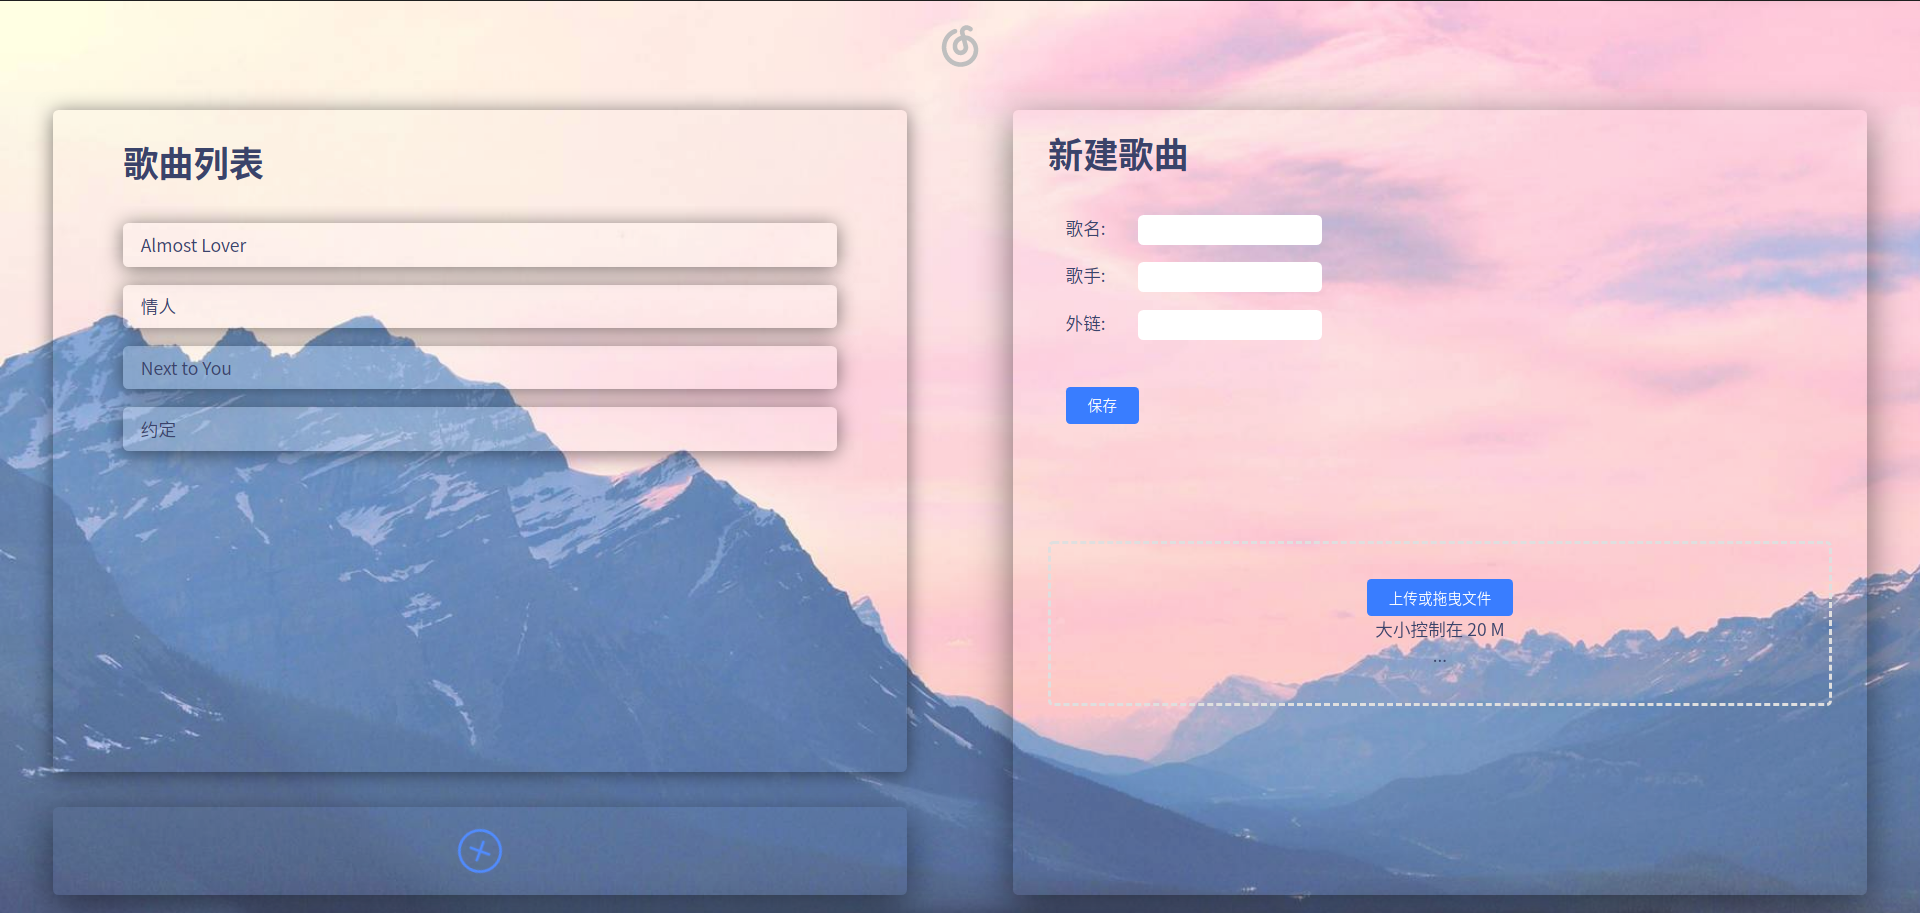 歌曲列表
Almost Lover
情人
Next to You
约定
新建歌曲
歌名:
歌手:
外链:
保存
上传或拖曳文件
大小控制在 20 M
...